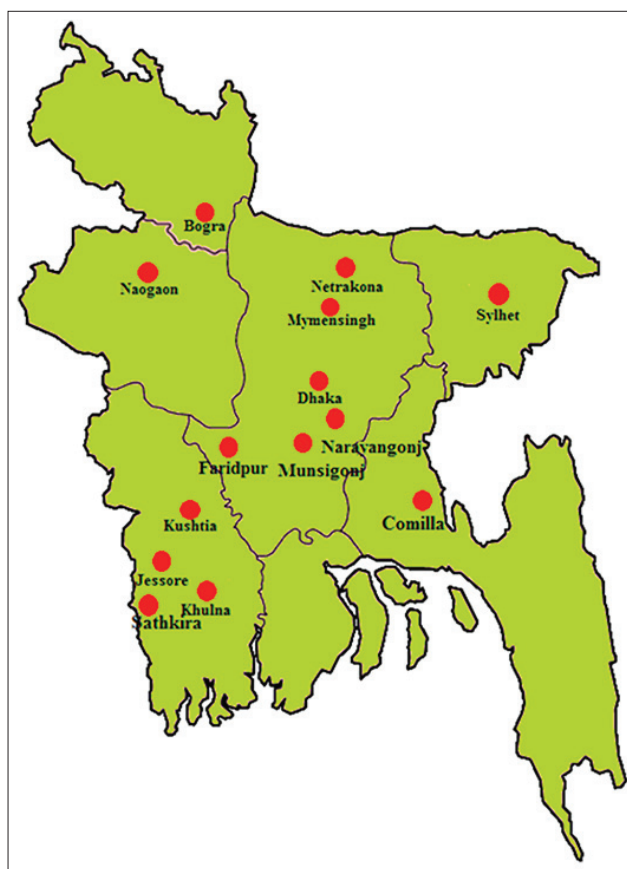 Bogra
Naogaon
Netrakona
Sylhet
Mymensingh
Dhaka
Narayangonj
Faridpur
Munsigonj
Comilla
Kushtia
Jessore
Khulna
Sathkira